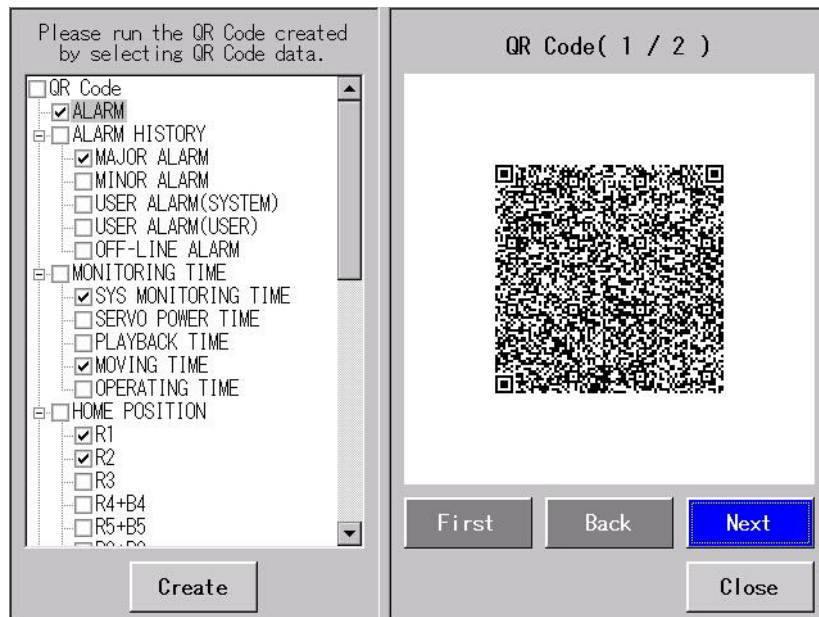 Please run the QR Code created
by selecting QR Code data.
QR Code
ALARM
ALARM HISTORY
MAJOR ALARM
MINOR ALARM
USER ALARM(SYSTEM)
USER ALARM(USER)
OFF-LINE ALARM
MONITORING TIME
SYS MONITORING TIME
SERVO POWER TIME
PLAYBACK TIME
MOVING TIME
OPERATING TIME
HOME POSITION
R1
R2
R3
R4+B4
R5+B5
Create
QR Code( 1 / 2 )
First
Back
Next
Close